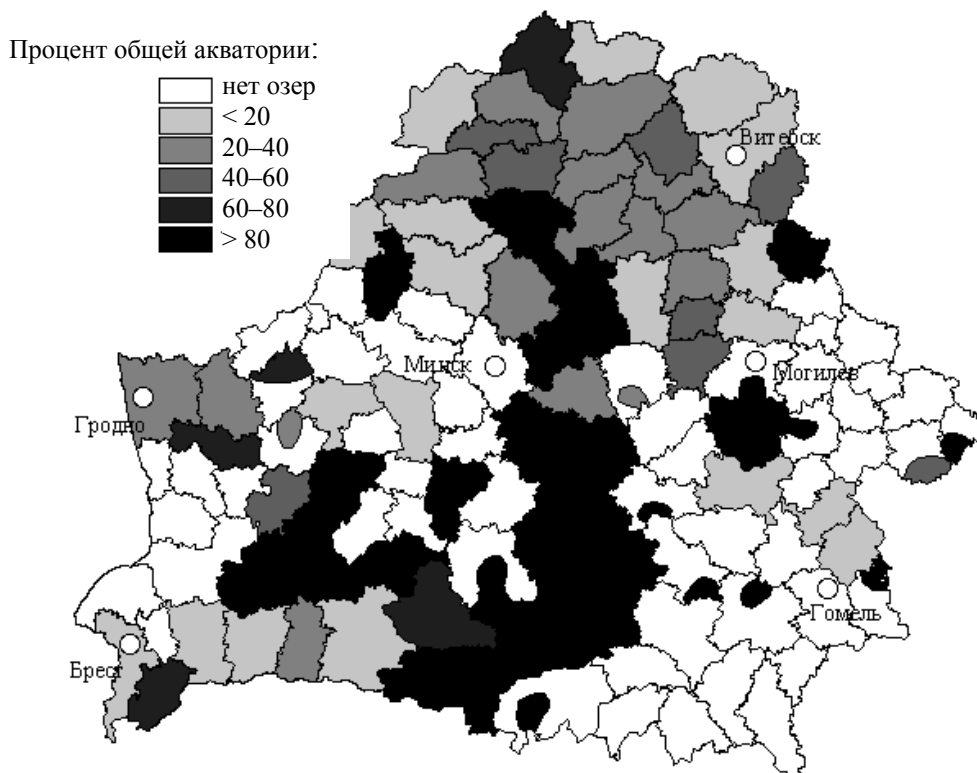 Процент общей акватории:
нет озер
< 20
20–40
40–60
60–80
> 80
Витебск
Минск
Могилев
Гродно
Гомель
Брест